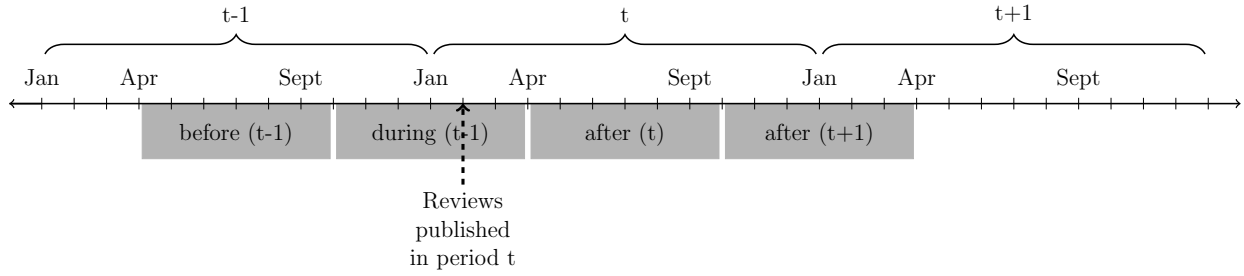 t-1 t t+1
Jan Apr Sept Jan Apr Sept Jan Apr Sept
before (t-1) during (t-1) after (t) after (t+1)
Reviews
published
in period t